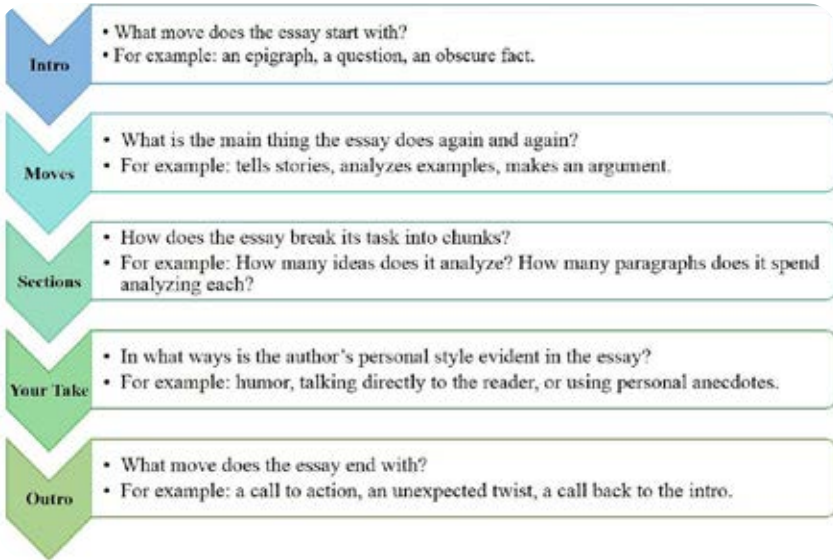 • What move does the essay start with?
• For example: an epigraph, a question, an obscure fact.
Intro
• What is the main thing the essay does again and again?
• For example: tells stories, analyzes examples, makes an argument.
Moves
• How does the essay break its task into chunks?
• For example: How many ideas does it analyze? How many paragraphs does it spend
analyzing each?
Sections
• In what ways is the author's personal style evident in the essay?
• For example: humor, talking directly to the reader, or using personal anecdotes.
Your Take
• What move does the essay end with?
• For example: a call to action, an unexpected twist, a call back to the intro.
Outro